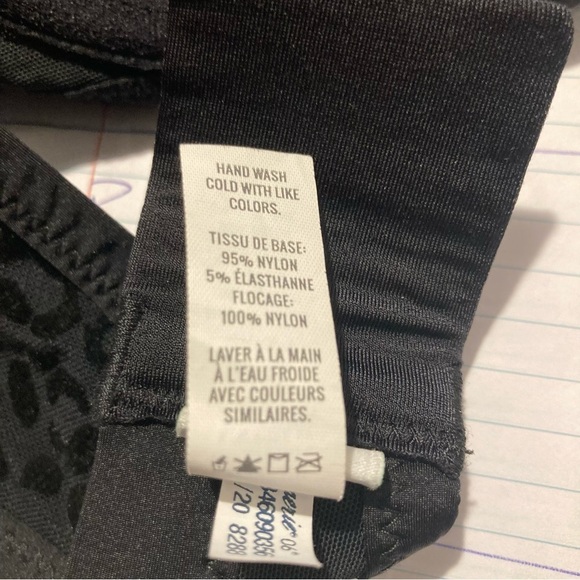 HAND WASH
COLD WITH LIKE
COLORS.
TISSU DE BASE:
95% NYLON
5% ÉLASTHANNE
FLOCAGE:
100% NYLON
LAVER À LA MAIN
À L'EAU FROIDE
AVEC COULEURS
SIMILAIRES.